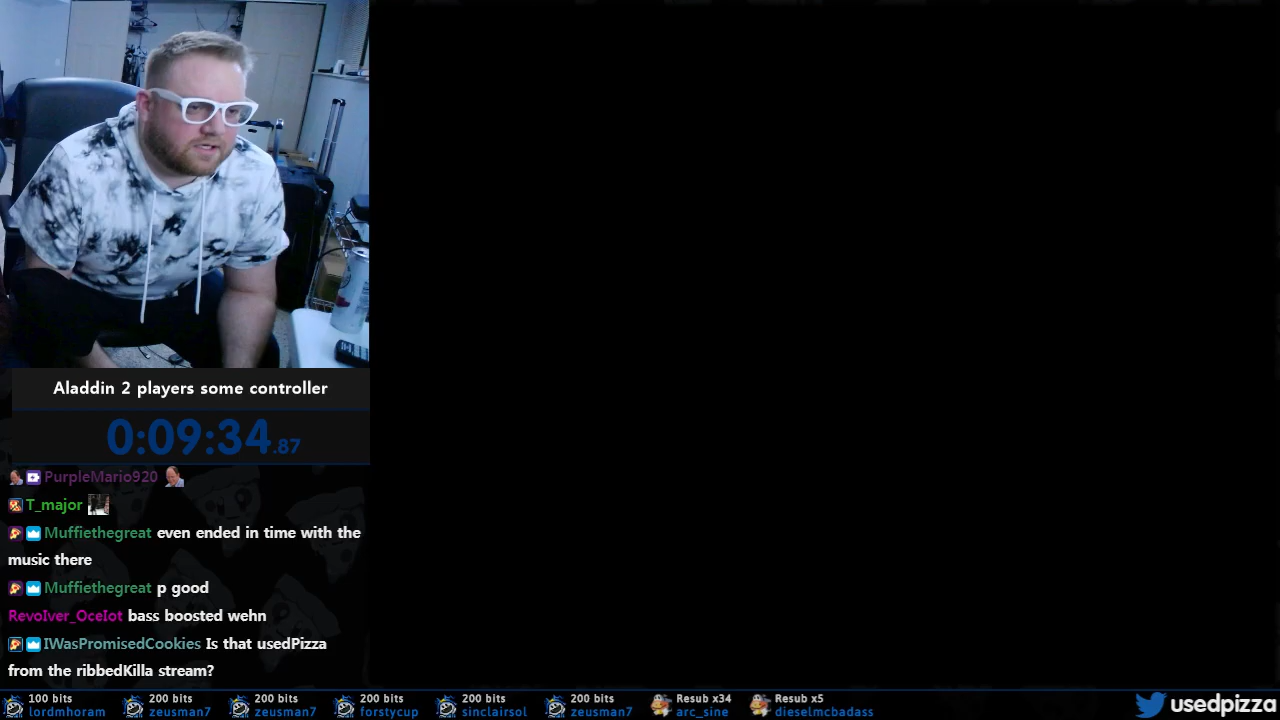 Aladdin 2 players some controller
0:09:34.87
PurpleMario920
T_major
Muffiethegreat even ended in time with the
music there
Muffiethegreat p good
RevoIver_OceIot bass boosted wehn
IWasPromisedCookies Is that usedPizza
from the ribbedKilla stream?
100 bits
lordmhoram
200 bits
zeusman7
200 bits
zeusman7
200 bits
forstycup
200 bits
sinclairsol
200 bits
zeusman7
Resub x34
arc_sine
Resub x5
dieselmcbadass
usedpizza